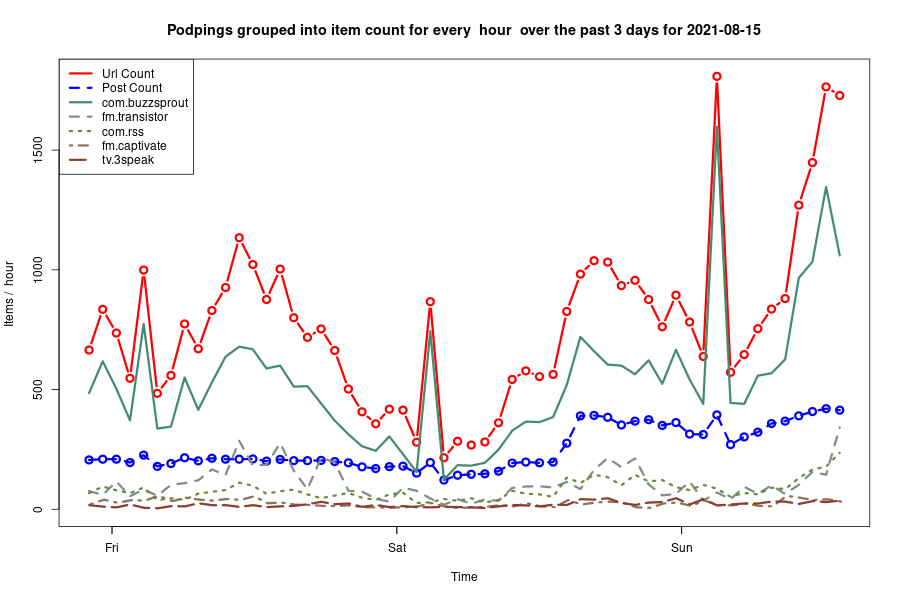 Podpings grouped into item count for every  hour  over the past 3 days for 2021-08-15
Url Count
Post Count
com.buzzsprout
fm.transistor
com.rss
fm.captivate
tv.3speak
Items /  hour
1500
1000
500
0
Fri
Sat
Sun
Time